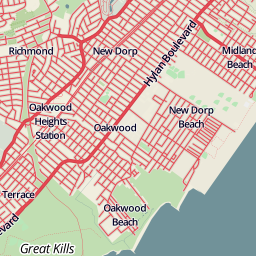 Richmond
New Dorp
Hylan Boulevard
Midland
Beach
Oakwood
Heights
Station
Oakwood
New Dorp
Beach
Terrace
Oakwood
Beach
Great Kills